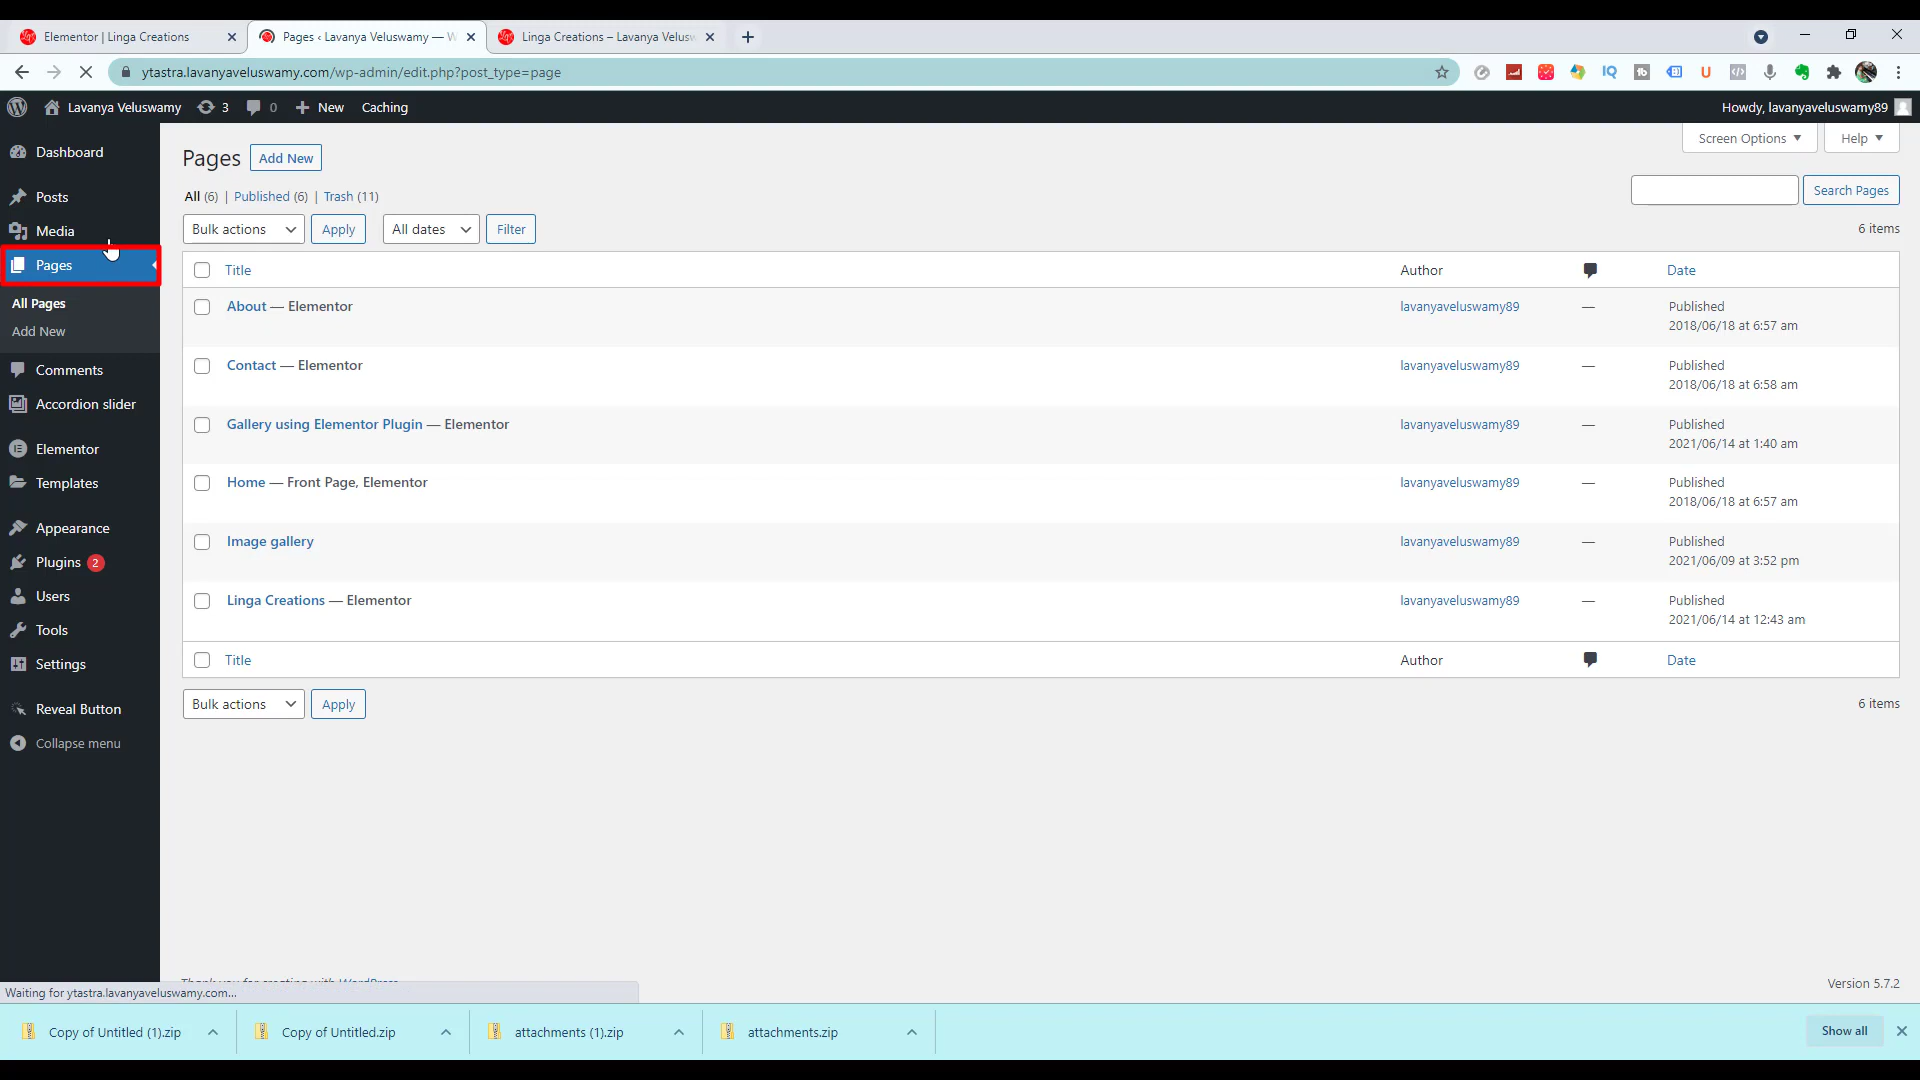 Elementor | Linga Creations
Pages ‹ Lavanya Veluswamy — W
Linga Creations – Lavanya Velusw
ytastra.lavanyaveluswamy.com/wp-admin/edit.php?post_type=page
Lavanya Veluswamy 3 0 New Caching
Howdy, lavanyaveluswamy89
Dashboard
Posts
Media
Pages
All Pages
Add New
Comments
Accordion slider
Elementor
Templates
Appearance
Plugins 2
Users
Tools
Settings
Reveal Button
Collapse menu
Screen Options Help
Pages Add New
All (6) | Published (6) | Trash (11)
Search Pages
Bulk actions Apply All dates Filter
6 items
Title Author Date
About — Elementor lavanyaveluswamy89 — Published
2018/06/18 at 6:57 am
Contact — Elementor lavanyaveluswamy89 — Published
2018/06/18 at 6:58 am
Gallery using Elementor Plugin — Elementor lavanyaveluswamy89 — Published
2021/06/14 at 1:40 am
Home — Front Page, Elementor lavanyaveluswamy89 — Published
2018/06/18 at 6:57 am
Image gallery lavanyaveluswamy89 — Published
2021/06/09 at 3:52 pm
Linga Creations — Elementor lavanyaveluswamy89 — Published
2021/06/14 at 12:43 am
Title Author Date
Bulk actions Apply
6 items
Thank you for creating with WordPress
Version 5.7.2
Waiting for ytastra.lavanyaveluswamy.com...
Copy of Untitled (1).zip
Copy of Untitled.zip
attachments (1).zip
attachments.zip
Show all